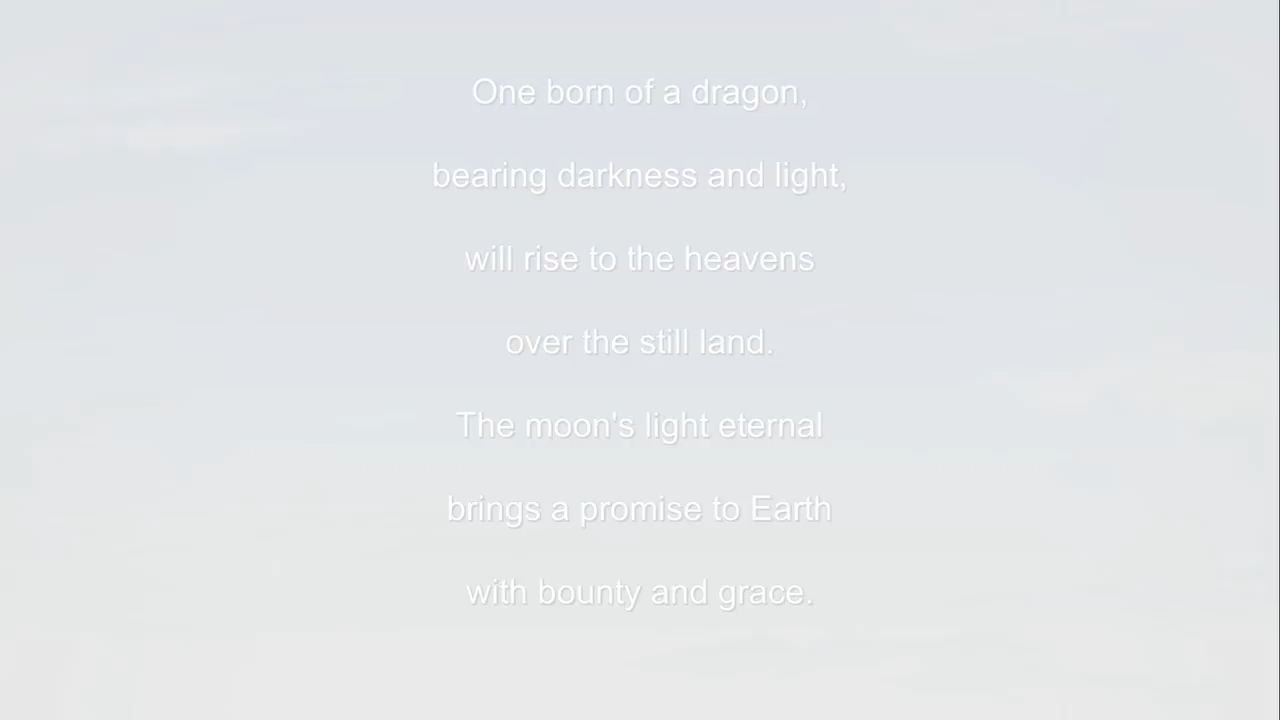 One born of a dragon,
bearing darkness and light,
will rise to the heavens
over the still land.
The moon's light eternal
brings a promise to Earth
with bounty and grace.